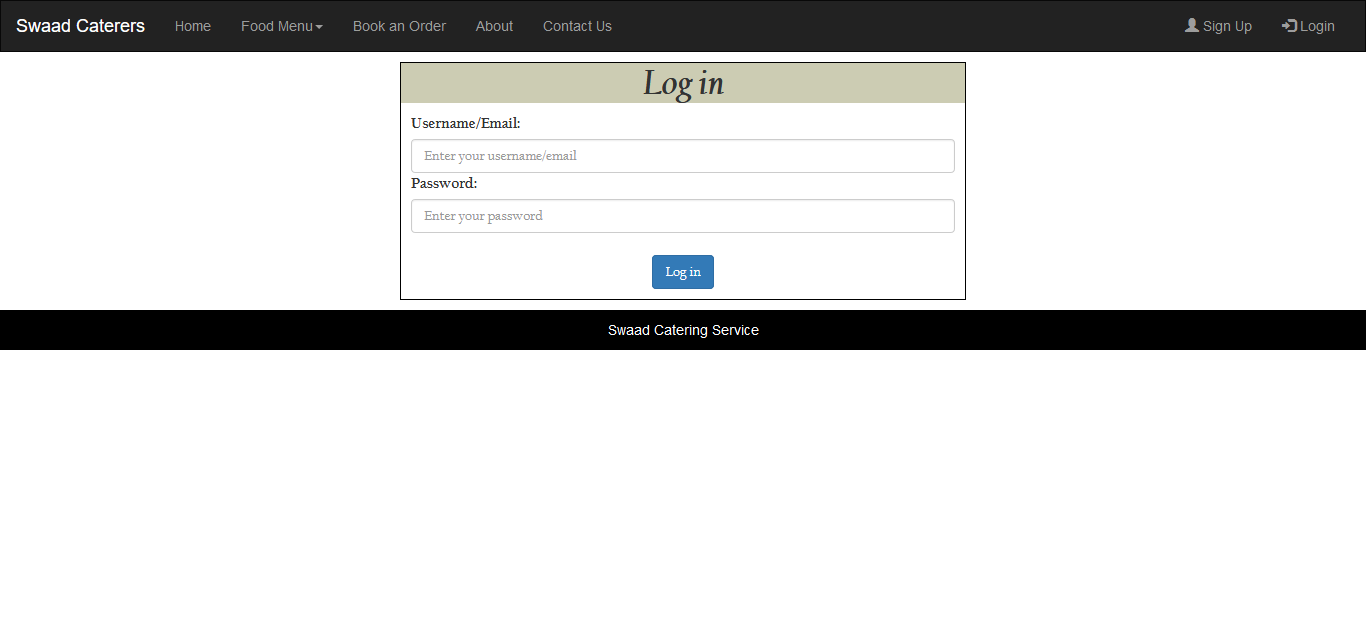 Swaad Caterers Home Food Menu Book an Order About Contact Us Sign Up Login
Log in
Username/Email:
Enter your username/email
Password:
Enter your password
Log in
Swaad Catering Service